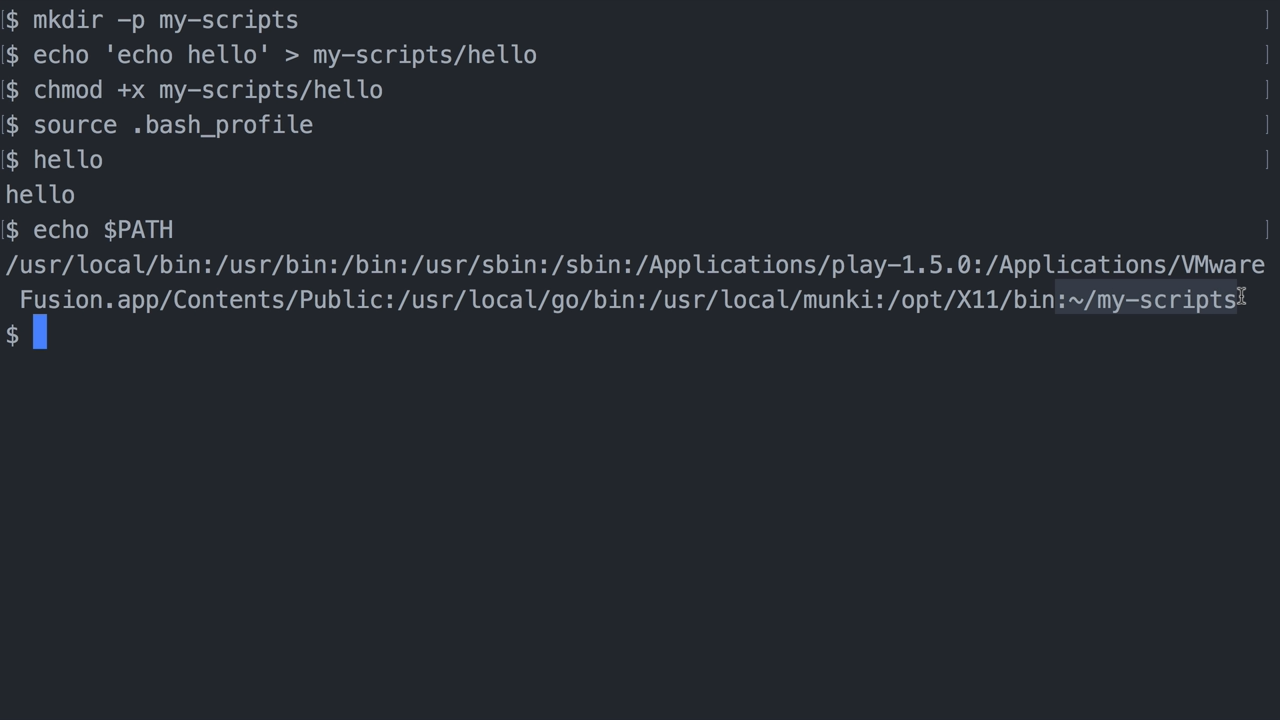 [$ mkdir -p my-scripts ]
[$ echo 'echo hello' > my-scripts/hello ]
[$ chmod +x my-scripts/hello ]
[$ source .bash_profile ]
[$ hello ]
hello
[$ echo $PATH ]
/usr/local/bin:/usr/bin:/bin:/usr/sbin:/sbin:/Applications/play-1.5.0:/Applications/VMware
Fusion.app/Contents/Public:/usr/local/go/bin:/usr/local/munki:/opt/X11/bin:~/my-scripts
$